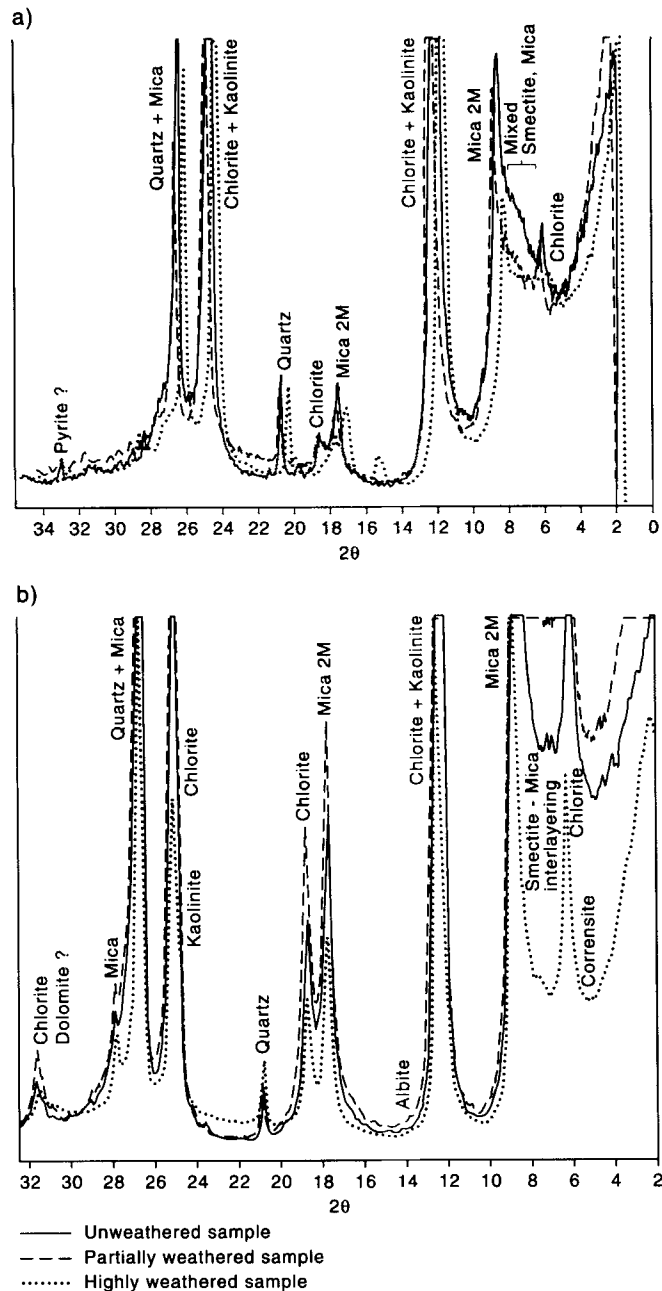 a)
Quartz + Mica
Chlorite + Kaolinite
Chlorite + Kaolinite
Mica 2M
Mixed
Smectite, Mica
Chlorite
Pyrite ?
Quartz
Chlorite
Mica 2M
34 32 30 28 26 24 22 20 18 16 14 12 10 8 6 4 2 0
2θ
b)
Quartz + Mica
Chlorite
Kaolinite
Mica
Chlorite
Dolomite ?
Quartz
Chlorite
Mica 2M
Albite
Chlorite + Kaolinite
Mica 2M
Smectite - Mica
interlayering
Chlorite
Corrensite
32 30 28 26 24 22 20 18 16 14 12 10 8 6 4 2
2θ
Unweathered sample
Partially weathered sample
Highly weathered sample